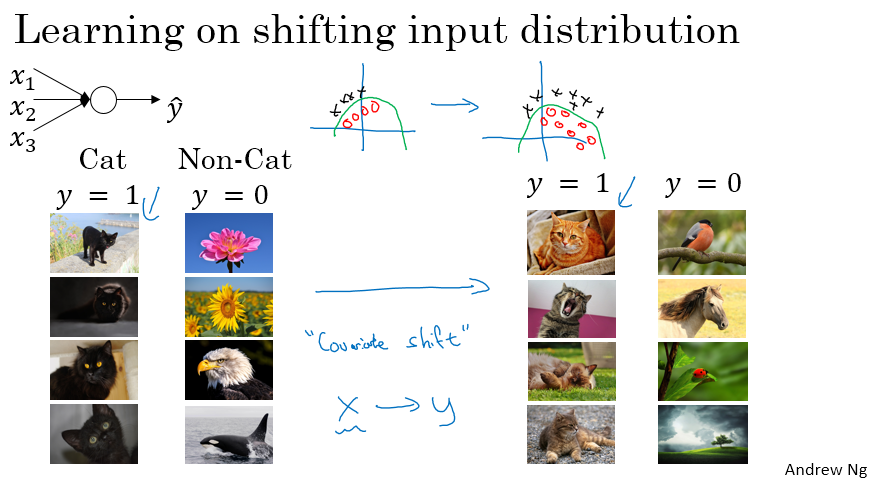 Learning on shifting input distribution
x₁
x₂
x₃
ŷ
Cat
Non-Cat
y = 1
y = 0
y = 1
y = 0
"Covariate shift"
x → y
Andrew Ng